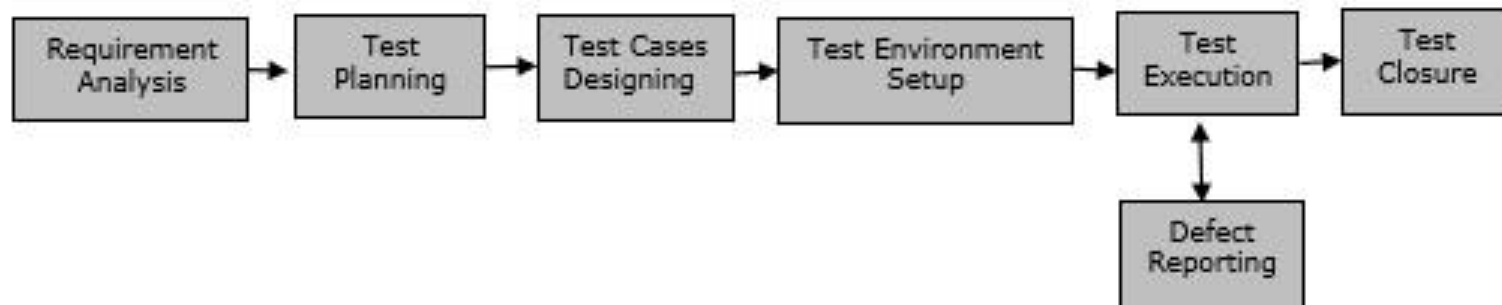 Requirement
Analysis
Test
Planning
Test Cases
Designing
Test Environment
Setup
Test
Execution
Test
Closure
Defect
Reporting